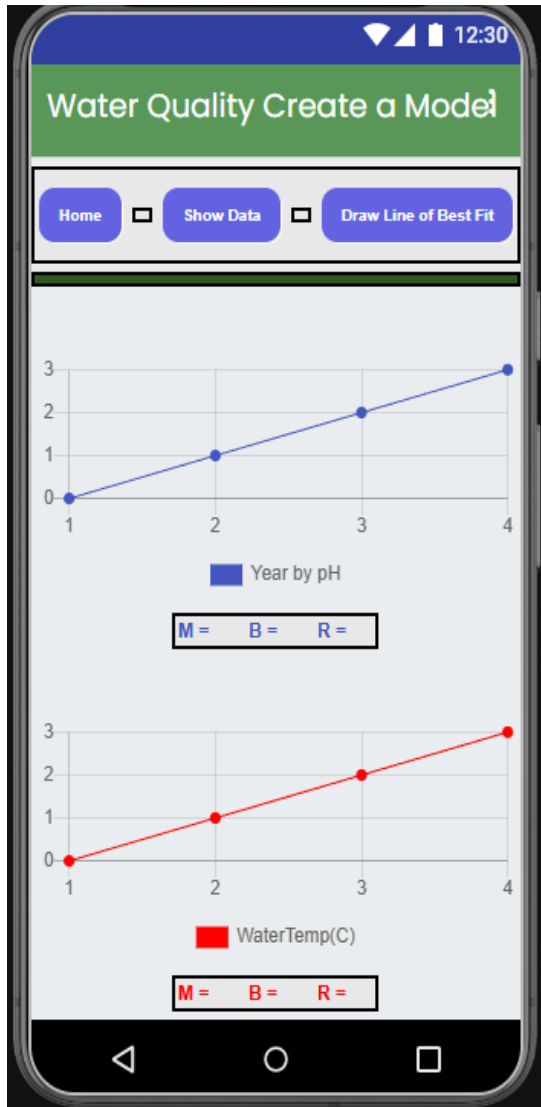 12:30
Water Quality Create a Model
Home Show Data Draw Line of Best Fit
3
2
1
0
1 2 3 4
Year by pH
M = B = R =
3
2
1
0
1 2 3 4
WaterTemp(C)
M = B = R =